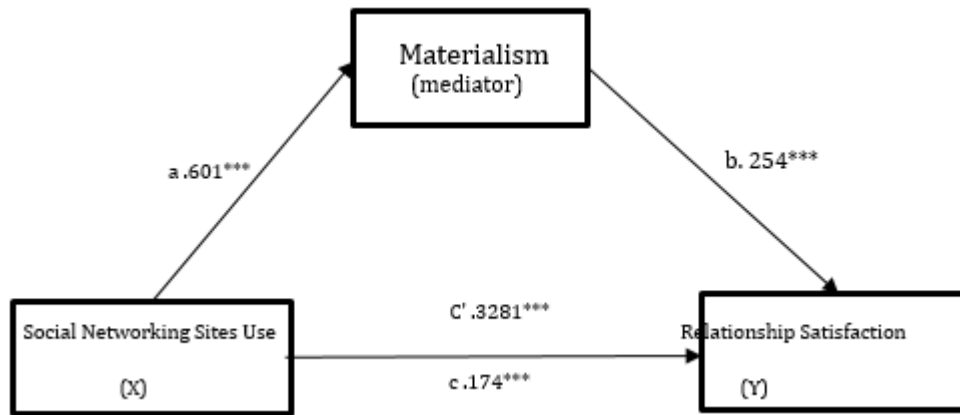 Materialism
(mediator)
a .601***
b. 254***
C' .3281***
Social Networking Sites Use
Relationship Satisfaction
(X)
c .174***
(Y)